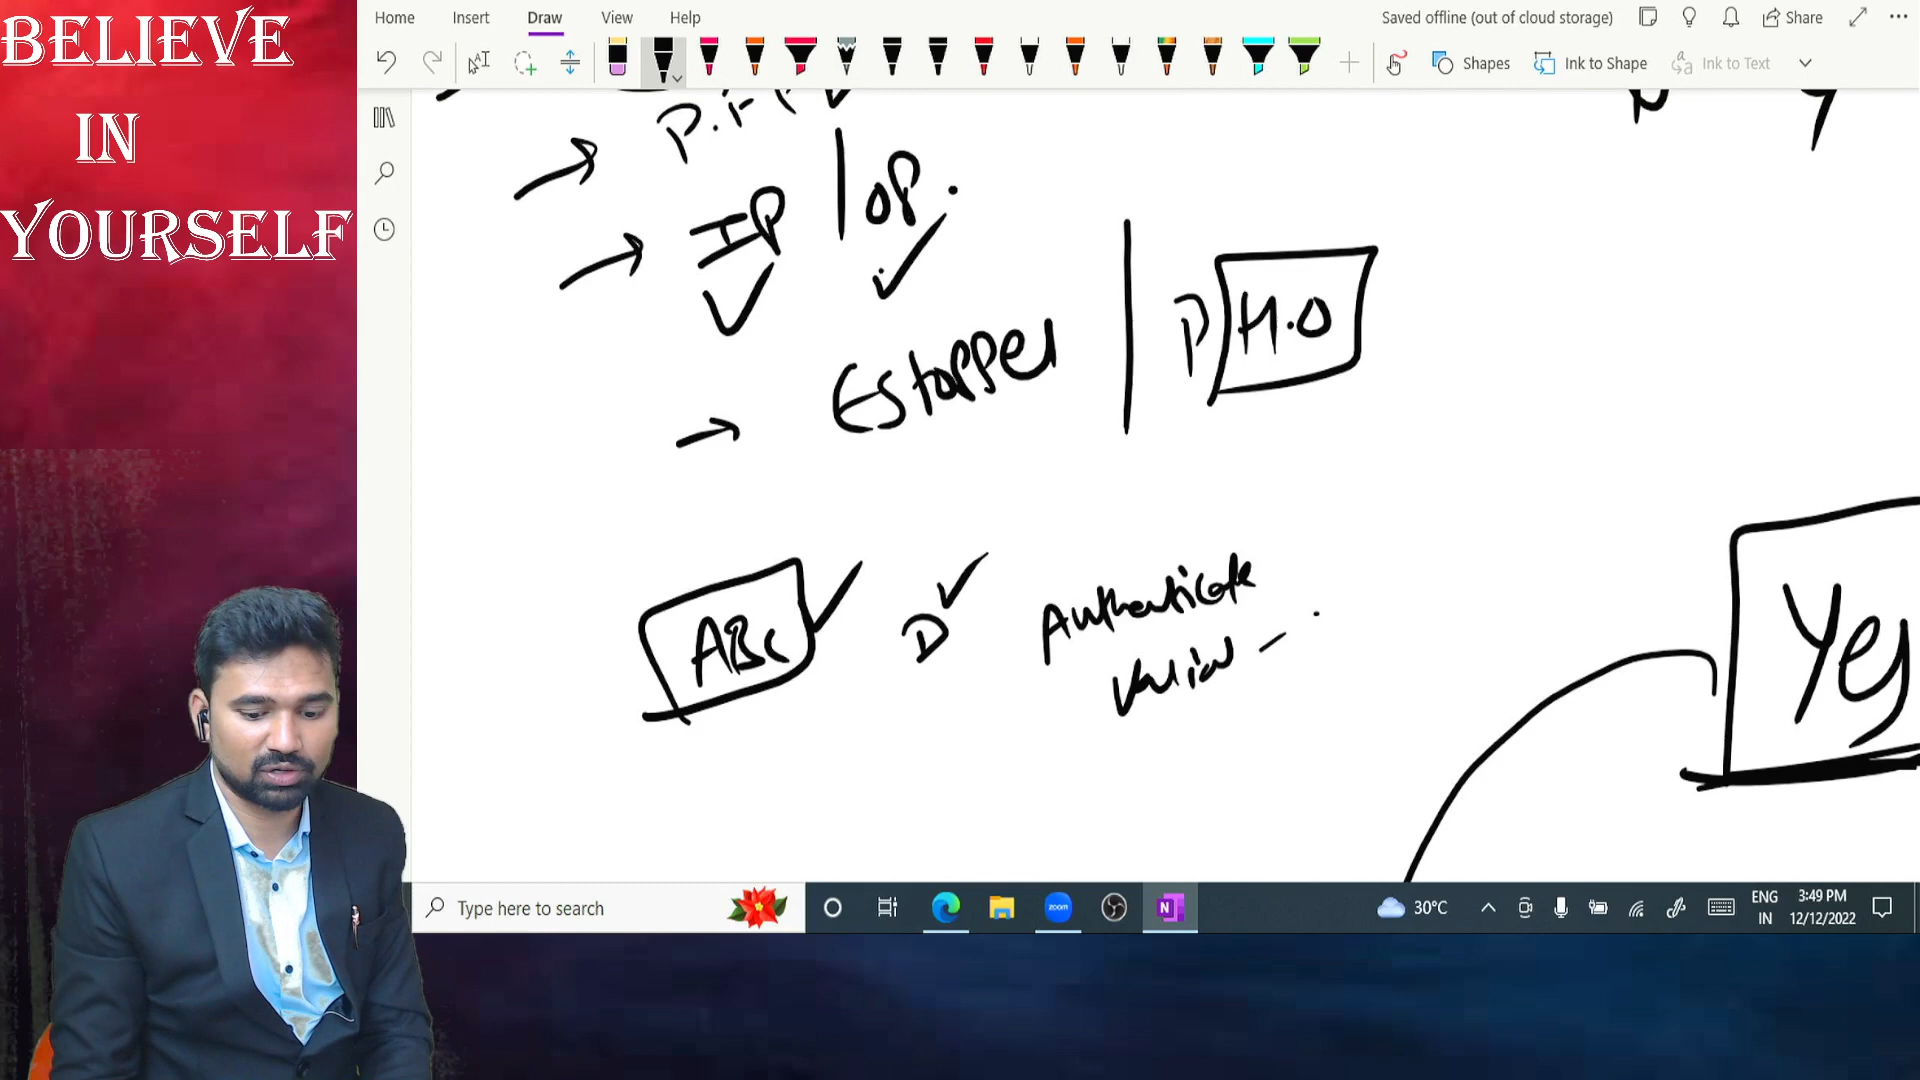 BELIEVE
IN
YOURSELF
Home Insert Draw View Help
Saved offline (out of cloud storage) Share
Shapes Ink to Shape Ink to Text
IP | OP.
Estoppel | P H.O
ABC D Authenticate
Yes
Type here to search
zoom
N
30°C
ENG
IN
3:49 PM
12/12/2022